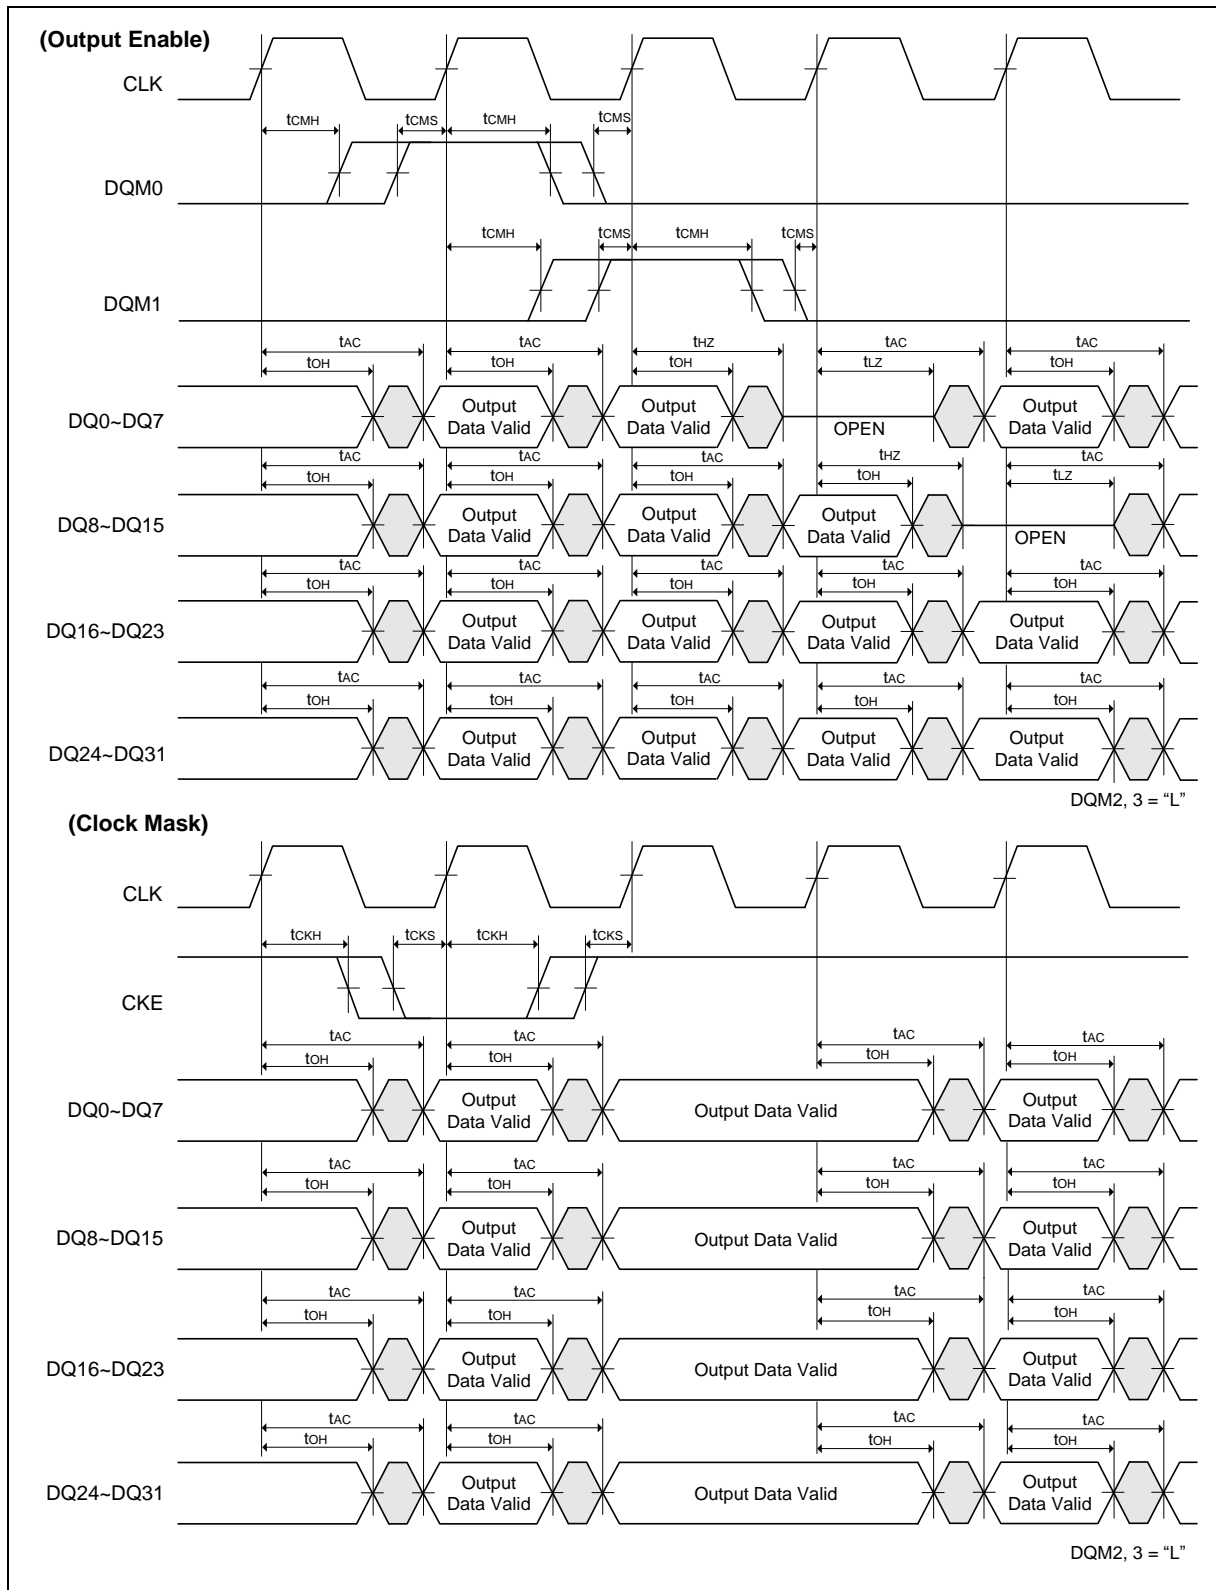 (Output Enable)
CLK
tCMH tCMS tCMH tCMS
DQM0
tCMH tCMS tCMH tCMS
DQM1
tAC tAC tHZ tAC tAC
tOH tOH tOH tLZ tOH
DQ0~DQ7
Output Data Valid
Output Data Valid
OPEN
Output Data Valid
tAC tAC tAC tHZ tAC
tOH tOH tOH tOH tLZ
DQ8~DQ15
Output Data Valid
Output Data Valid
Output Data Valid
OPEN
tAC tAC tAC tAC tAC
tOH tOH tOH tOH tOH
DQ16~DQ23
Output Data Valid
Output Data Valid
Output Data Valid
Output Data Valid
tAC tAC tAC tAC tAC
tOH tOH tOH tOH tOH
DQ24~DQ31
Output Data Valid
Output Data Valid
Output Data Valid
Output Data Valid
DQM2, 3 = “L”
(Clock Mask)
CLK
tCKH tCKS tCKH tCKS
CKE
tAC tAC tAC tAC
tOH tOH tOH tOH
DQ0~DQ7
Output Data Valid
Output Data Valid
Output Data Valid
tAC tAC tAC tAC
tOH tOH tOH tOH
DQ8~DQ15
Output Data Valid
Output Data Valid
Output Data Valid
tAC tAC tAC tAC
tOH tOH tOH tOH
DQ16~DQ23
Output Data Valid
Output Data Valid
Output Data Valid
tAC tAC tAC tAC
tOH tOH tOH tOH
DQ24~DQ31
Output Data Valid
Output Data Valid
Output Data Valid
DQM2, 3 = “L”